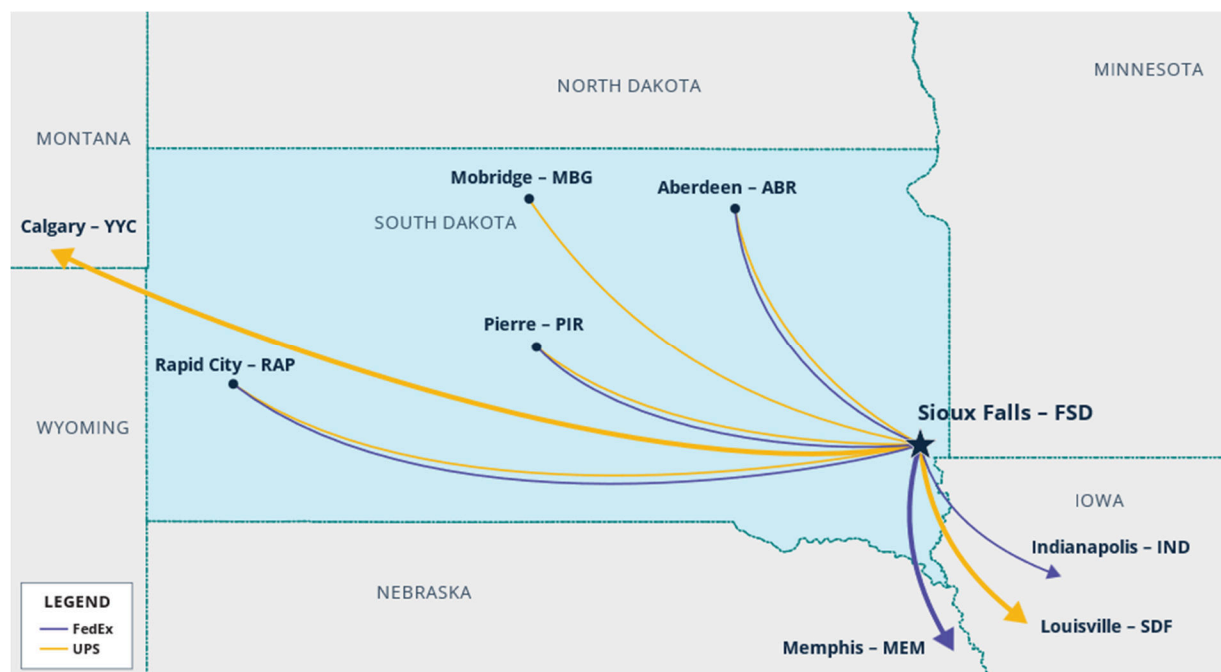 MINNESOTA
NORTH DAKOTA
MONTANA
Mobridge – MBG
Aberdeen – ABR
SOUTH DAKOTA
Calgary – YYC
Pierre – PIR
Rapid City – RAP
Sioux Falls – FSD
WYOMING
IOWA
Indianapolis – IND
NEBRASKA
LEGEND
FedEx
UPS
Louisville – SDF
Memphis – MEM